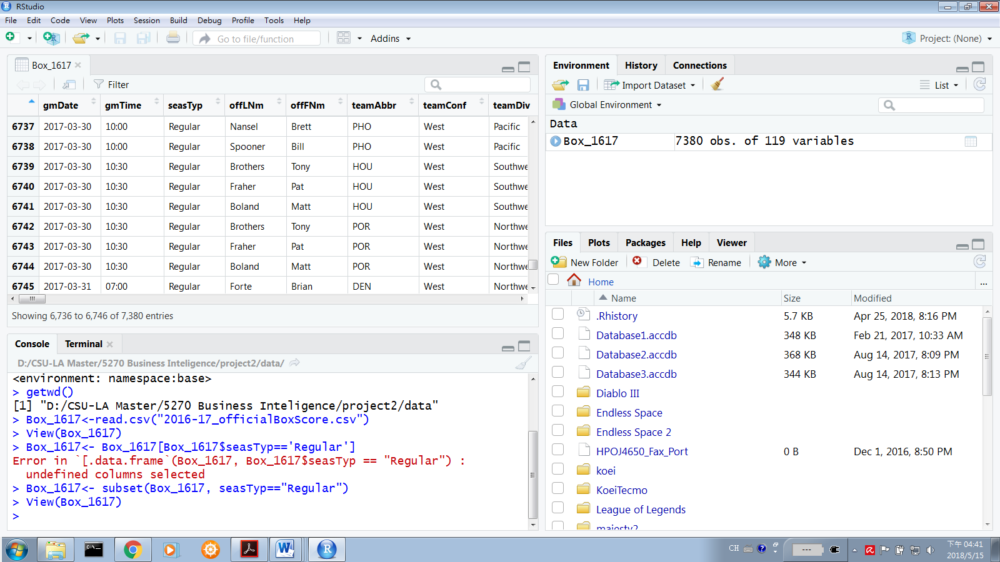 RStudio
File Edit Code View Plots Session Build Debug Profile Tools Help
Go to file/function Addins Project: (None)
Box_1617
Filter
gmDate gmTime seasTyp offLNm offFNm teamAbbr teamConf teamDiv
6737 2017-03-30 10:00 Regular Nansel Brett PHO West Pacific
6738 2017-03-30 10:00 Regular Spooner Bill PHO West Pacific
6739 2017-03-30 10:30 Regular Brothers Tony HOU West Southwe
6740 2017-03-30 10:30 Regular Fraher Pat HOU West Southwe
6741 2017-03-30 10:30 Regular Boland Matt HOU West Southwe
6742 2017-03-30 10:30 Regular Brothers Tony POR West Northwe
6743 2017-03-30 10:30 Regular Fraher Pat POR West Northwe
6744 2017-03-30 10:30 Regular Boland Matt POR West Northwe
6745 2017-03-31 07:00 Regular Forte Brian DEN West Northwe
Showing 6,736 to 6,746 of 7,380 entries
Console Terminal
D:/CSU-LA Master/5270 Business Inteligence/project2/data/
<environment: namespace:base>
> getwd()
[1] "D:/CSU-LA Master/5270 Business Inteligence/project2/data"
> Box_1617<-read.csv("2016-17_officialBoxScore.csv")
> View(Box_1617)
> Box_1617<- Box_1617[Box_1617$seasTyp=='Regular']
Error in `[.data.frame`(Box_1617, Box_1617$seasTyp == "Regular") :
undefined columns selected
> Box_1617<- subset(Box_1617, seasTyp=="Regular")
> View(Box_1617)
>
Environment History Connections
Import Dataset List
Global Environment
Data
Box_1617 7380 obs. of 119 variables
Files Plots Packages Help Viewer
New Folder Delete Rename More
Home ...
Name Size Modified
.Rhistory 5.7 KB Apr 25, 2018, 8:16 PM
Database1.accdb 348 KB Feb 21, 2017, 10:33 AM
Database2.accdb 368 KB Aug 14, 2017, 8:09 PM
Database3.accdb 344 KB Aug 14, 2017, 8:13 PM
Diablo III
Endless Space
Endless Space 2
HPOJ4650_Fax_Port 0 B Dec 1, 2016, 8:50 PM
koei
KoeiTecmo
League of Legends
majesty2
CH
下午 04:41
2018/5/15